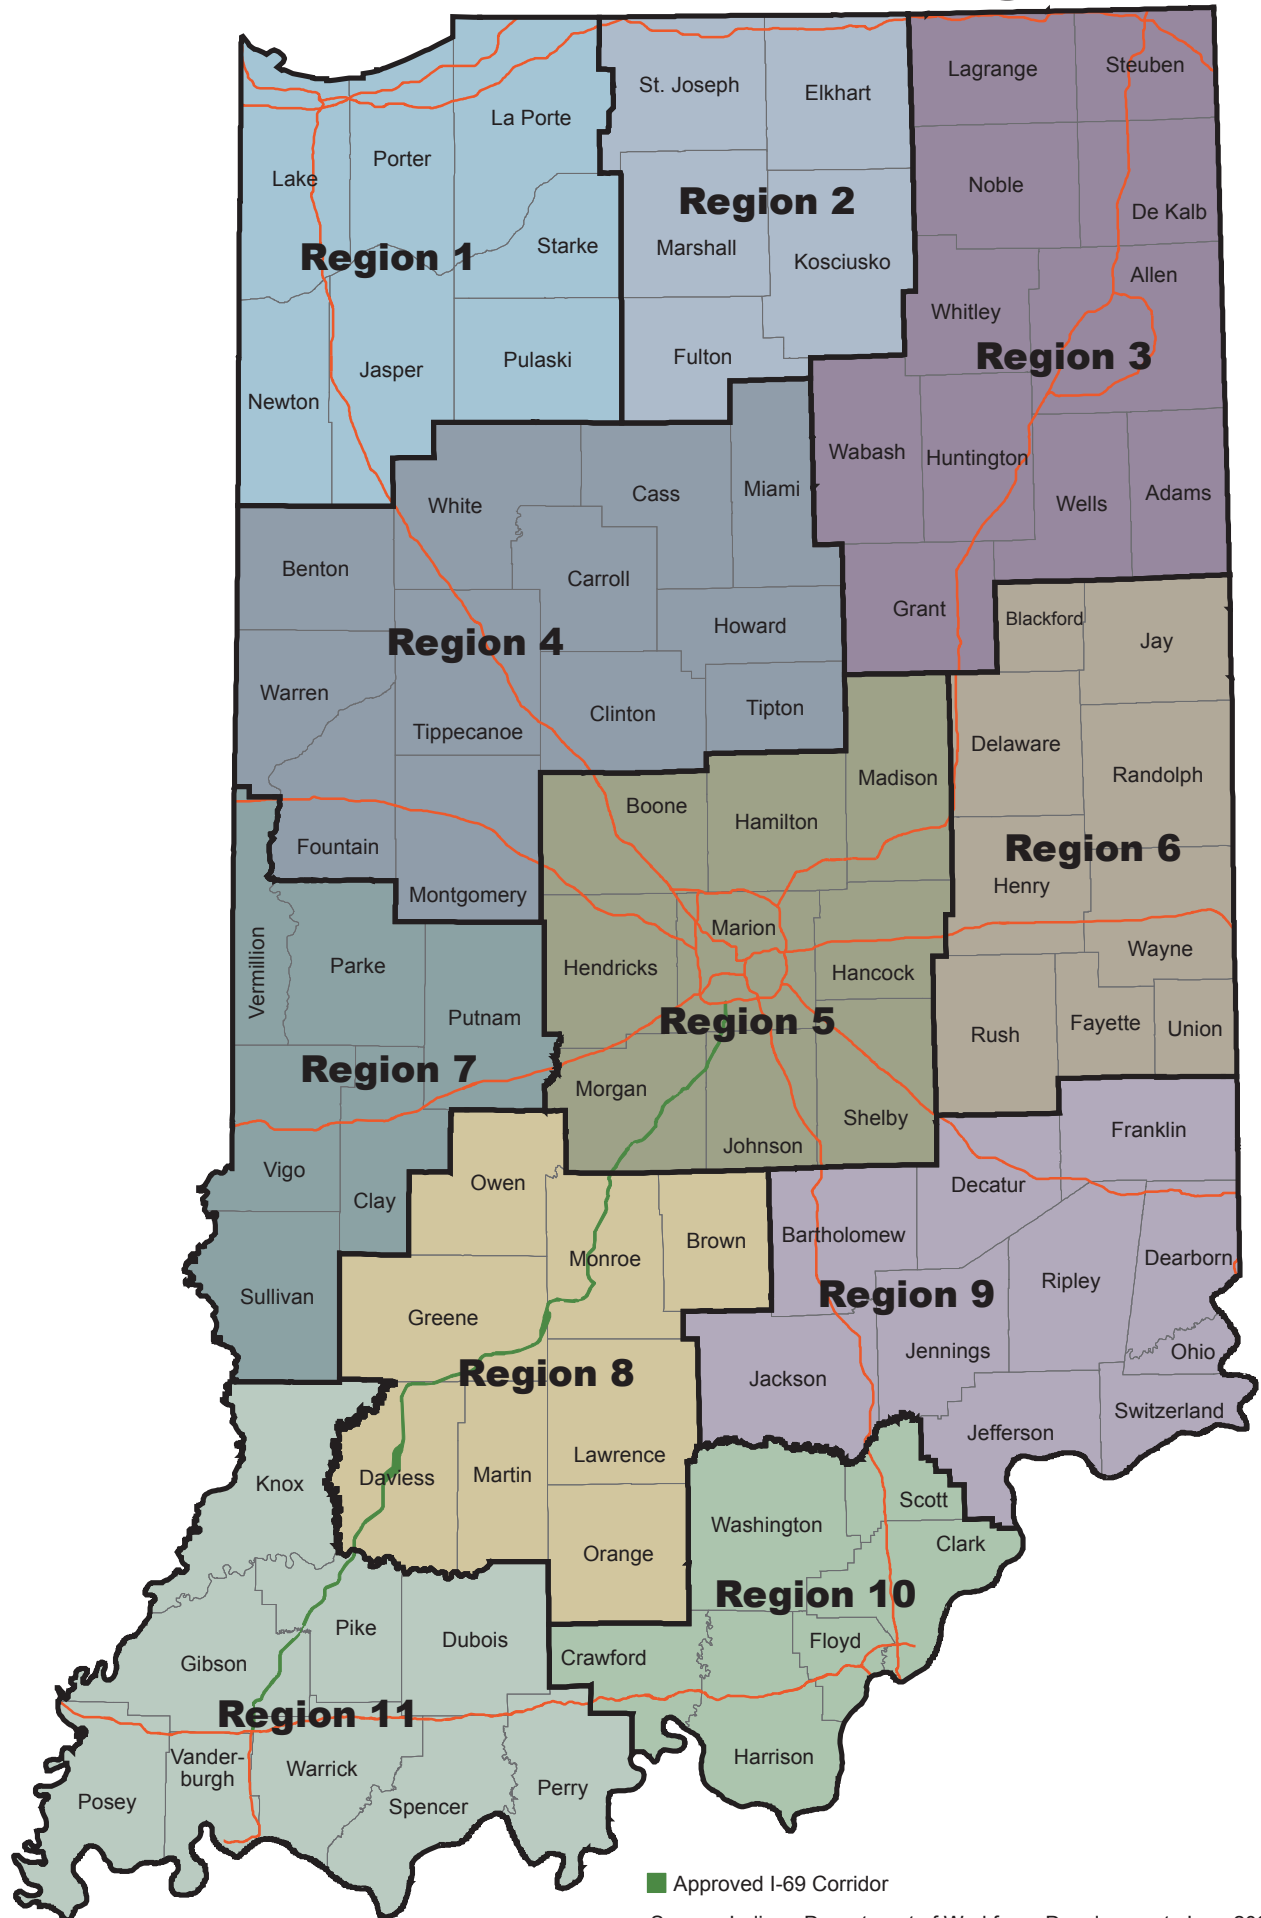 Lagrange
Steuben
St. Joseph
Elkhart
La Porte
Porter
Lake
Noble
De Kalb
Region 2
Starke
Marshall
Kosciusko
Allen
Region 1
Whitley
Region 3
Fulton
Pulaski
Jasper
Newton
Wabash
Huntington
Miami
Cass
White
Wells
Adams
Benton
Carroll
Grant
Blackford
Jay
Howard
Region 4
Warren
Tippecanoe
Clinton
Tipton
Delaware
Randolph
Madison
Boone
Hamilton
Fountain
Region 6
Henry
Montgomery
Marion
Wayne
Vermillion
Parke
Hendricks
Hancock
Putnam
Region 5
Rush
Fayette
Union
Region 7
Morgan
Shelby
Johnson
Franklin
Vigo
Owen
Clay
Decatur
Bartholomew
Brown
Monroe
Dearborn
Sullivan
Greene
Region 9
Ripley
Jennings
Ohio
Region 8
Jackson
Switzerland
Jefferson
Lawrence
Knox
Daviess
Martin
Scott
Washington
Clark
Orange
Region 10
Pike
Dubois
Floyd
Crawford
Gibson
Region 11
Vander-
burgh
Warrick
Harrison
Perry
Posey
Spencer
Approved I-69 Corridor